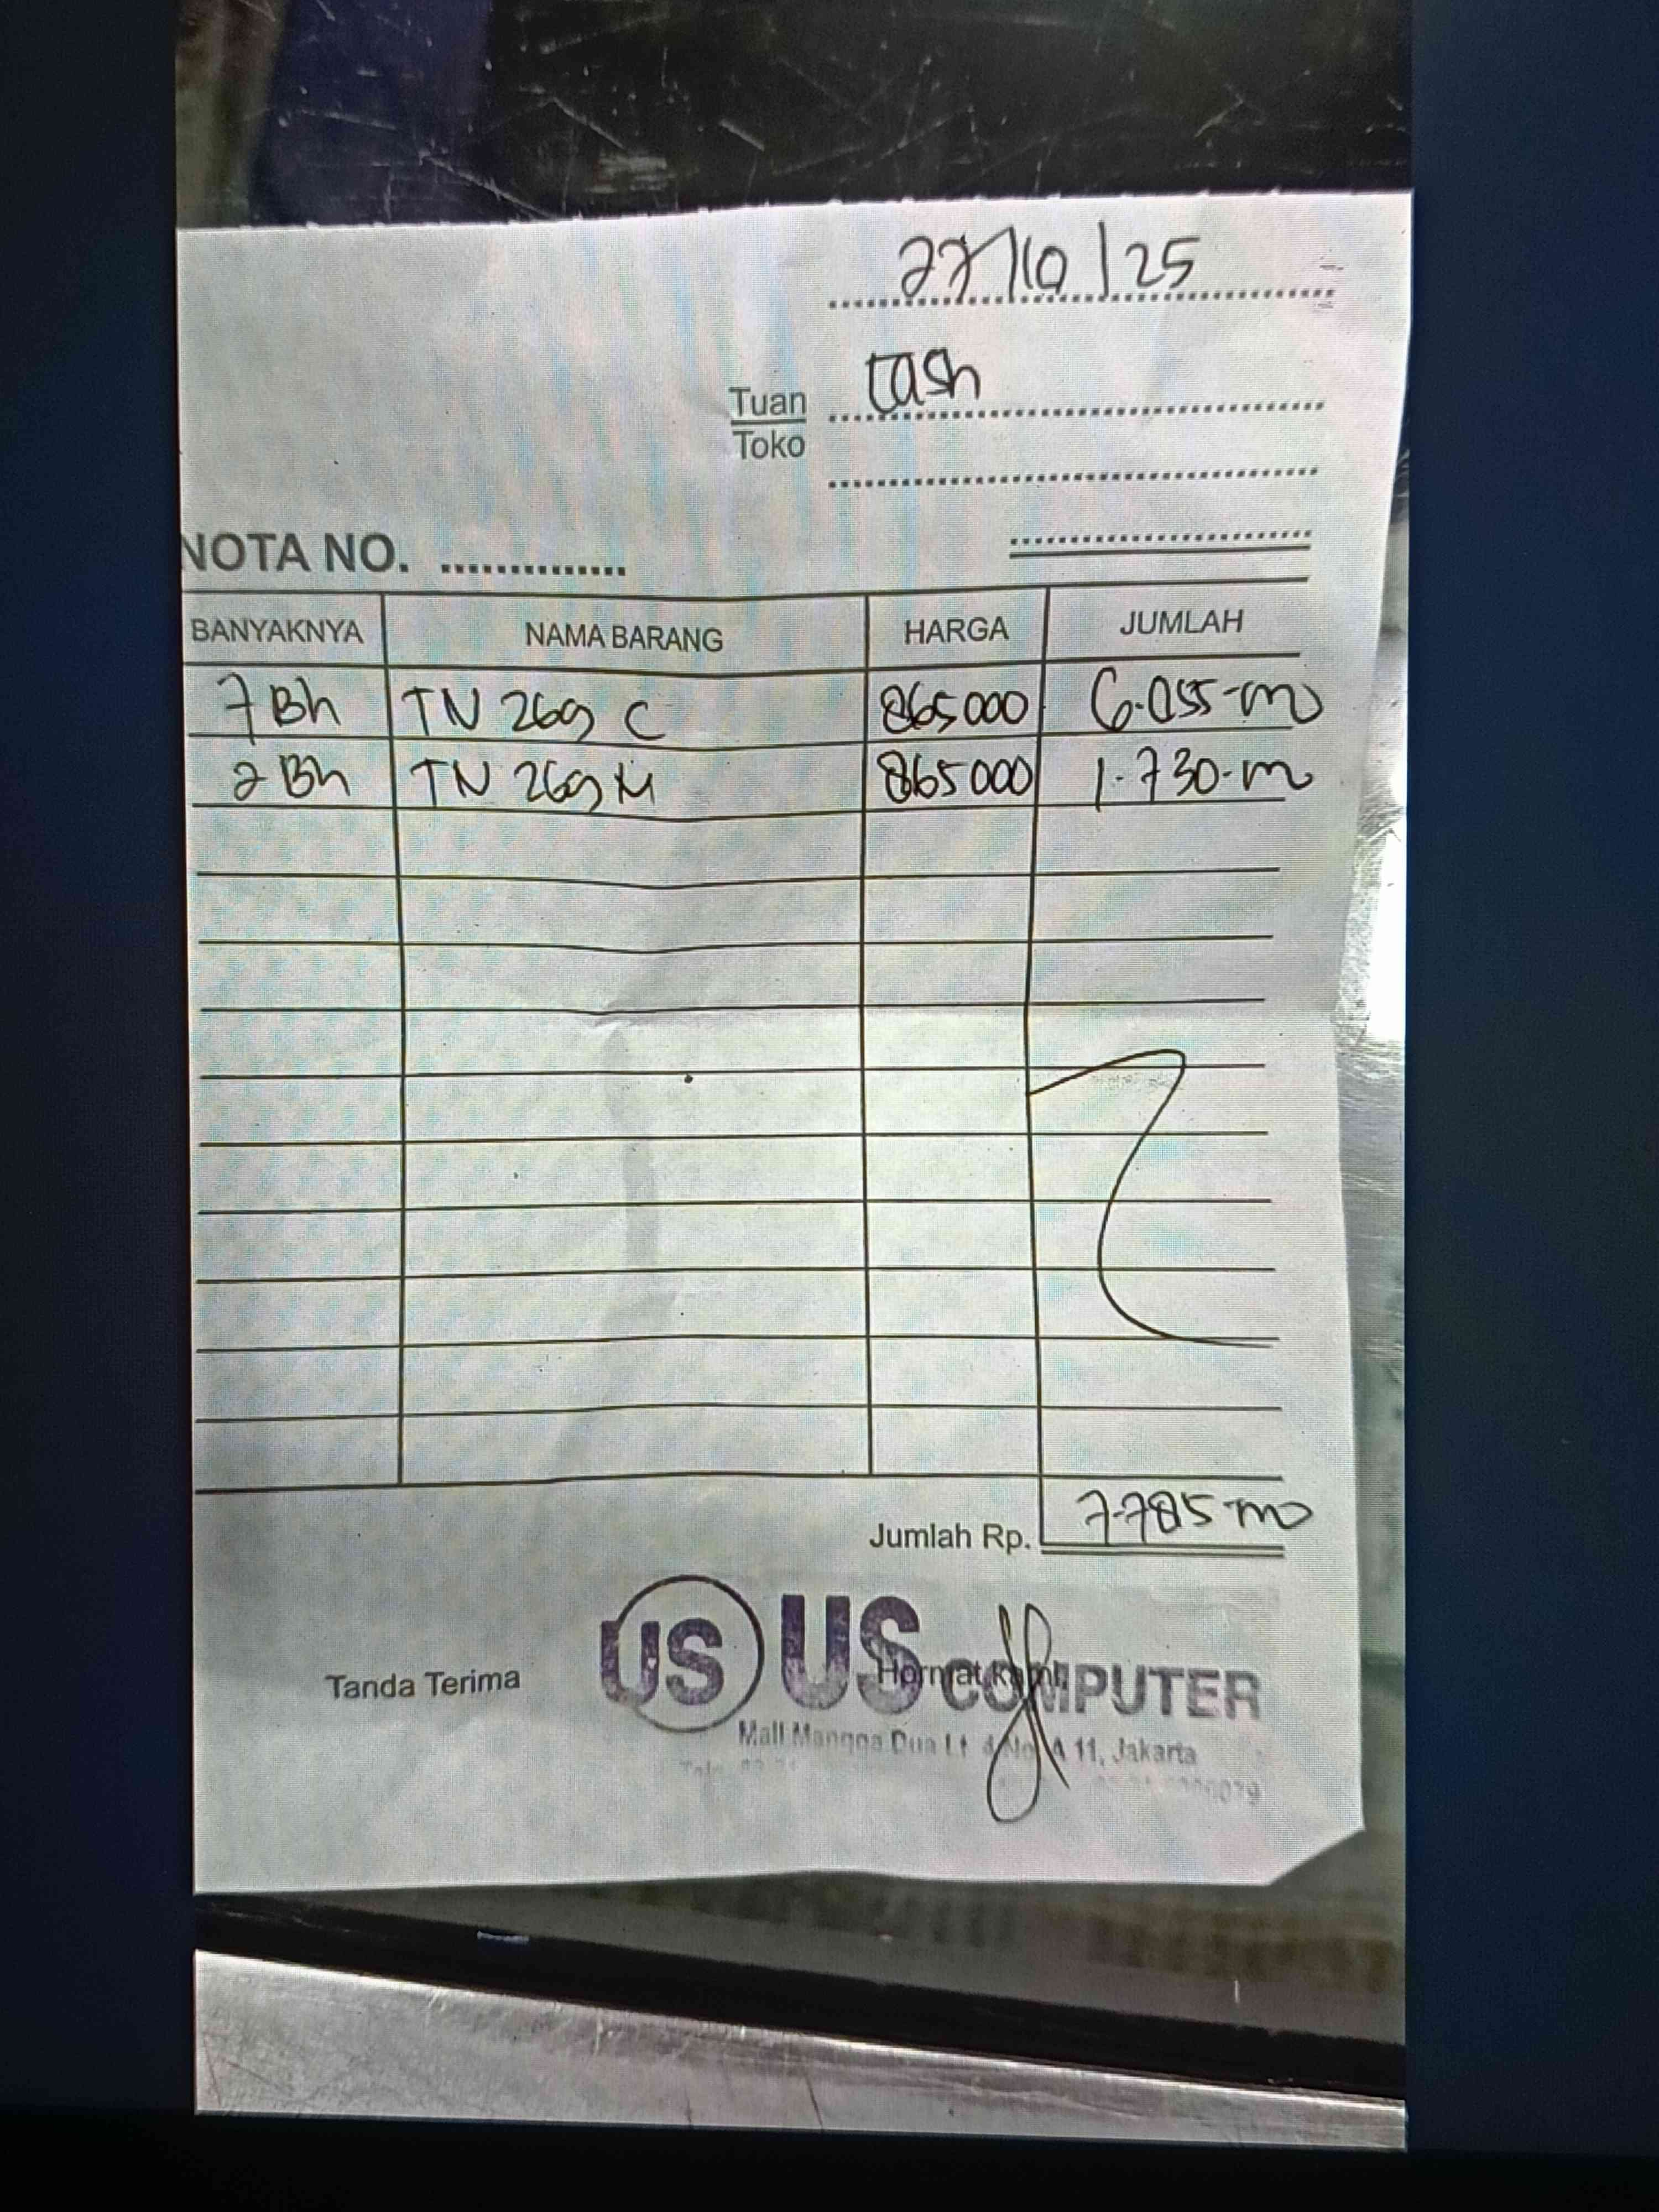 27/10/25
Cash
Tuan
Toko
NOTA NO. ..............
BANYAKNYA NAMA BARANG HARGA JUMLAH
7 Bh TN 269 C 865000 6.055-m
2 Bh TN 269 M 865000 1.730-m
Jumlah Rp. 7.785-m
US US COMPUTER
Tanda Terima Hormat kami,
Mall Mangga Dua Lt. 4 No. A 11, Jakarta